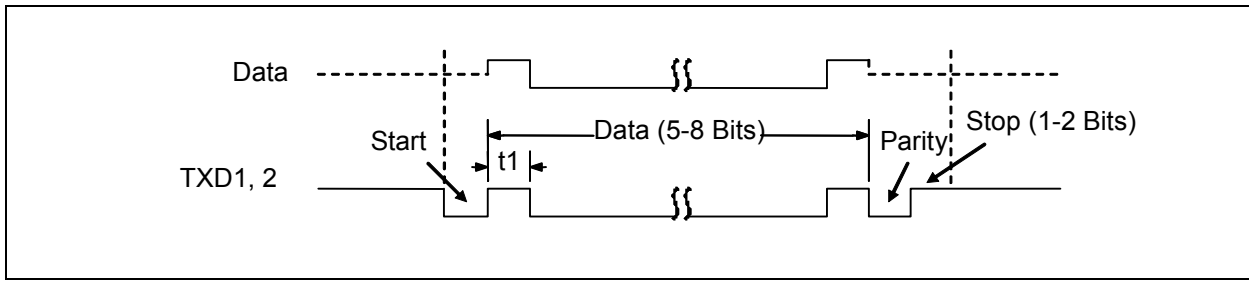 Data
Start
Data (5-8 Bits)
Parity
Stop (1-2 Bits)
t1
TXD1, 2